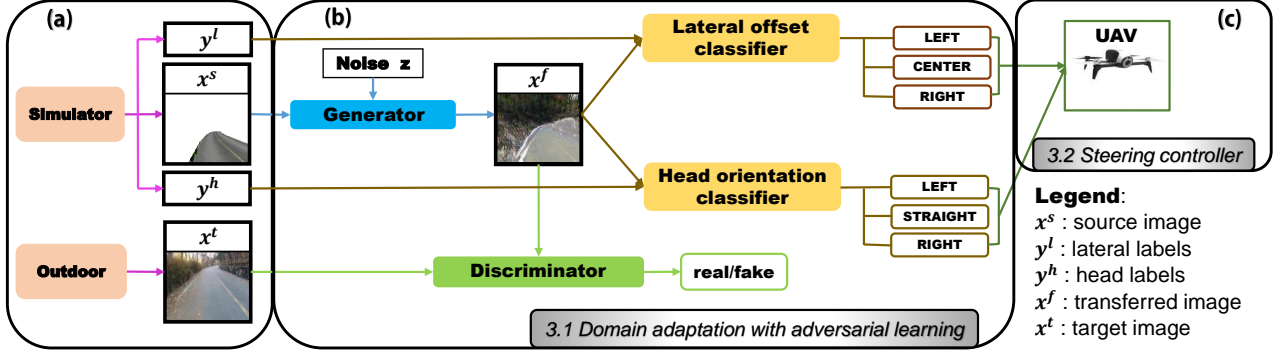 (a)
y^l
x^s
Simulator
y^h
Outdoor
x^t
(b)
Noise z
Generator
x^f
Lateral offset
classifier
LEFT
CENTER
RIGHT
Head orientation
classifier
LEFT
STRAIGHT
RIGHT
Discriminator
real/fake
3.1 Domain adaptation with adversarial learning
(c)
UAV
3.2 Steering controller
Legend:
x^s : source image
y^l : lateral labels
y^h : head labels
x^f : transferred image
x^t : target image